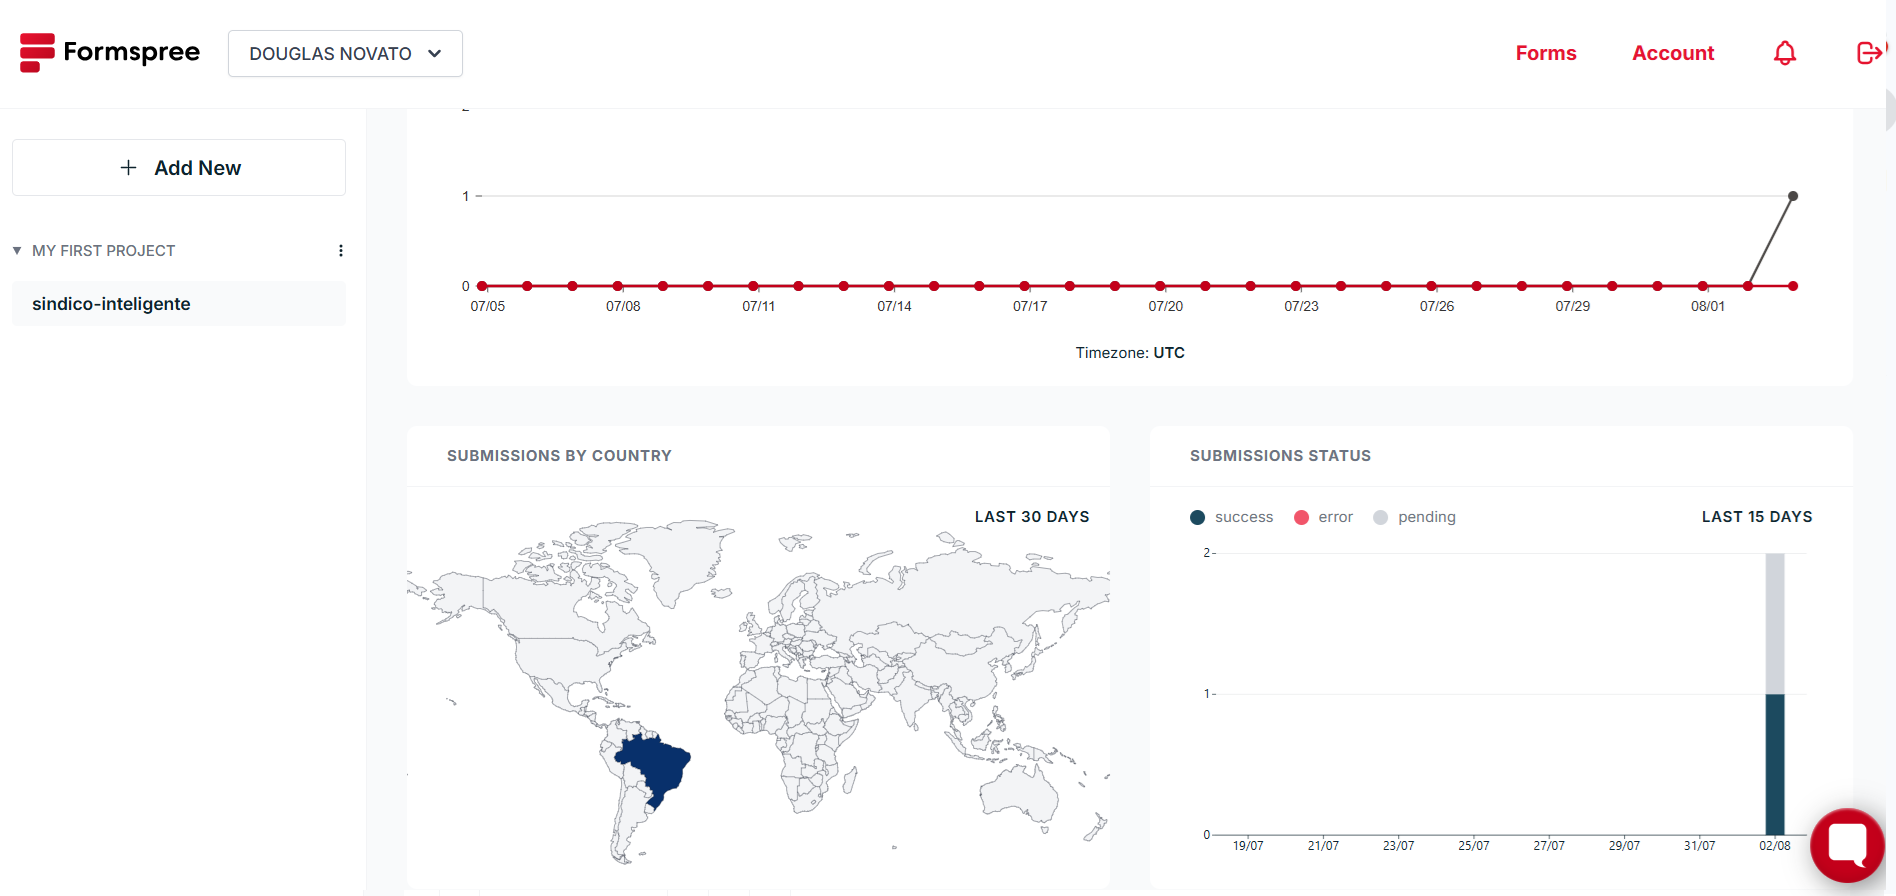 Formspree
DOUGLAS NOVATO
Forms
Account
Add New
MY FIRST PROJECT
sindico-inteligente
1
0
07/05 07/08 07/11 07/14 07/17 07/20 07/23 07/26 07/29 08/01
Timezone: UTC
SUBMISSIONS BY COUNTRY
LAST 30 DAYS
SUBMISSIONS STATUS
success error pending
LAST 15 DAYS
2
1
0
19/07 21/07 23/07 25/07 27/07 29/07 31/07 02/08